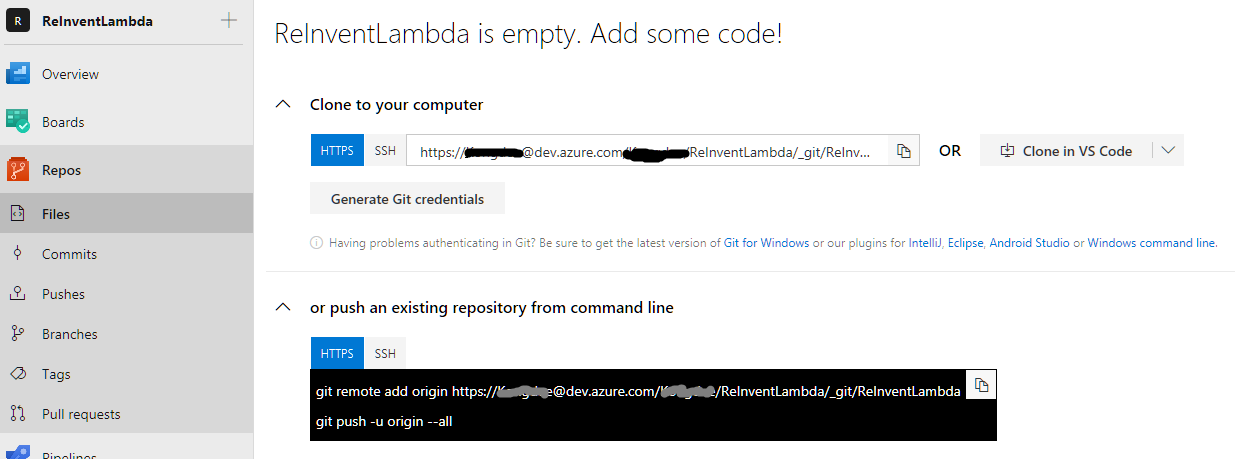 R ReInventLambda
Overview
Boards
Repos
Files
Commits
Pushes
Branches
Tags
Pull requests
Pipelines
ReInventLambda is empty. Add some code!
Clone to your computer
HTTPS SSH https:// @dev.azure.com /ReInventLambda/_git/ReInv... OR Clone in VS Code
Generate Git credentials
Having problems authenticating in Git? Be sure to get the latest version of Git for Windows or our plugins for IntelliJ, Eclipse, Android Studio or Windows command line.
or push an existing repository from command line
HTTPS SSH
git remote add origin https:// @dev.azure.com/ /ReInventLambda/_git/ReInventLambda
git push -u origin --all